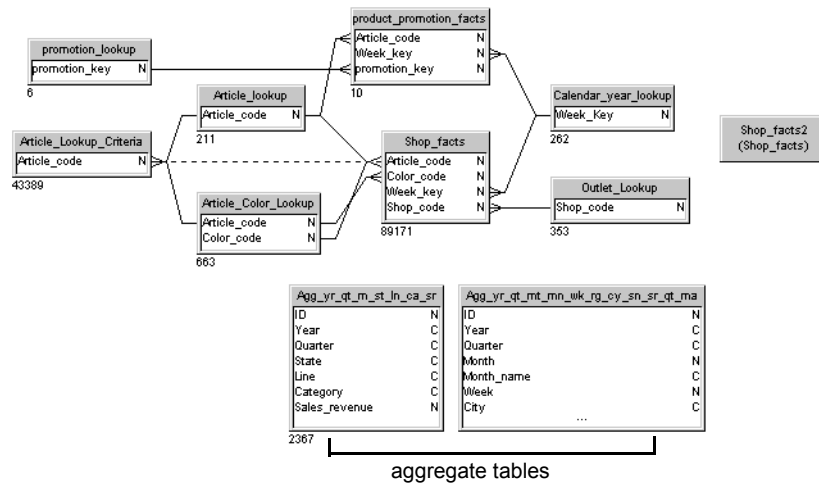 product_promotion_facts
Article_code N
Week_key N
promotion_key N
10
promotion_lookup
promotion_key N
6
Article_lookup
Article_code N
211
Calendar_year_lookup
Week_Key N
262
Shop_facts2
(Shop_facts)
Article_Lookup_Criteria
Article_code N
43389
Shop_facts
Article_code N
Color_code N
Week_key N
Shop_code N
89171
Outlet_Lookup
Shop_code N
353
Article_Color_Lookup
Article_code N
Color_code N
663
Agg_yr_qt_m_st_ln_ca_sr
ID N
Year C
Quarter C
State C
Line C
Category C
Sales_revenue N
2367
Agg_yr_qt_mt_mn_wk_rg_cy_sn_sr_qt_ma
ID N
Year C
Quarter C
Month N
Month_name C
Week N
City C
...
aggregate tables